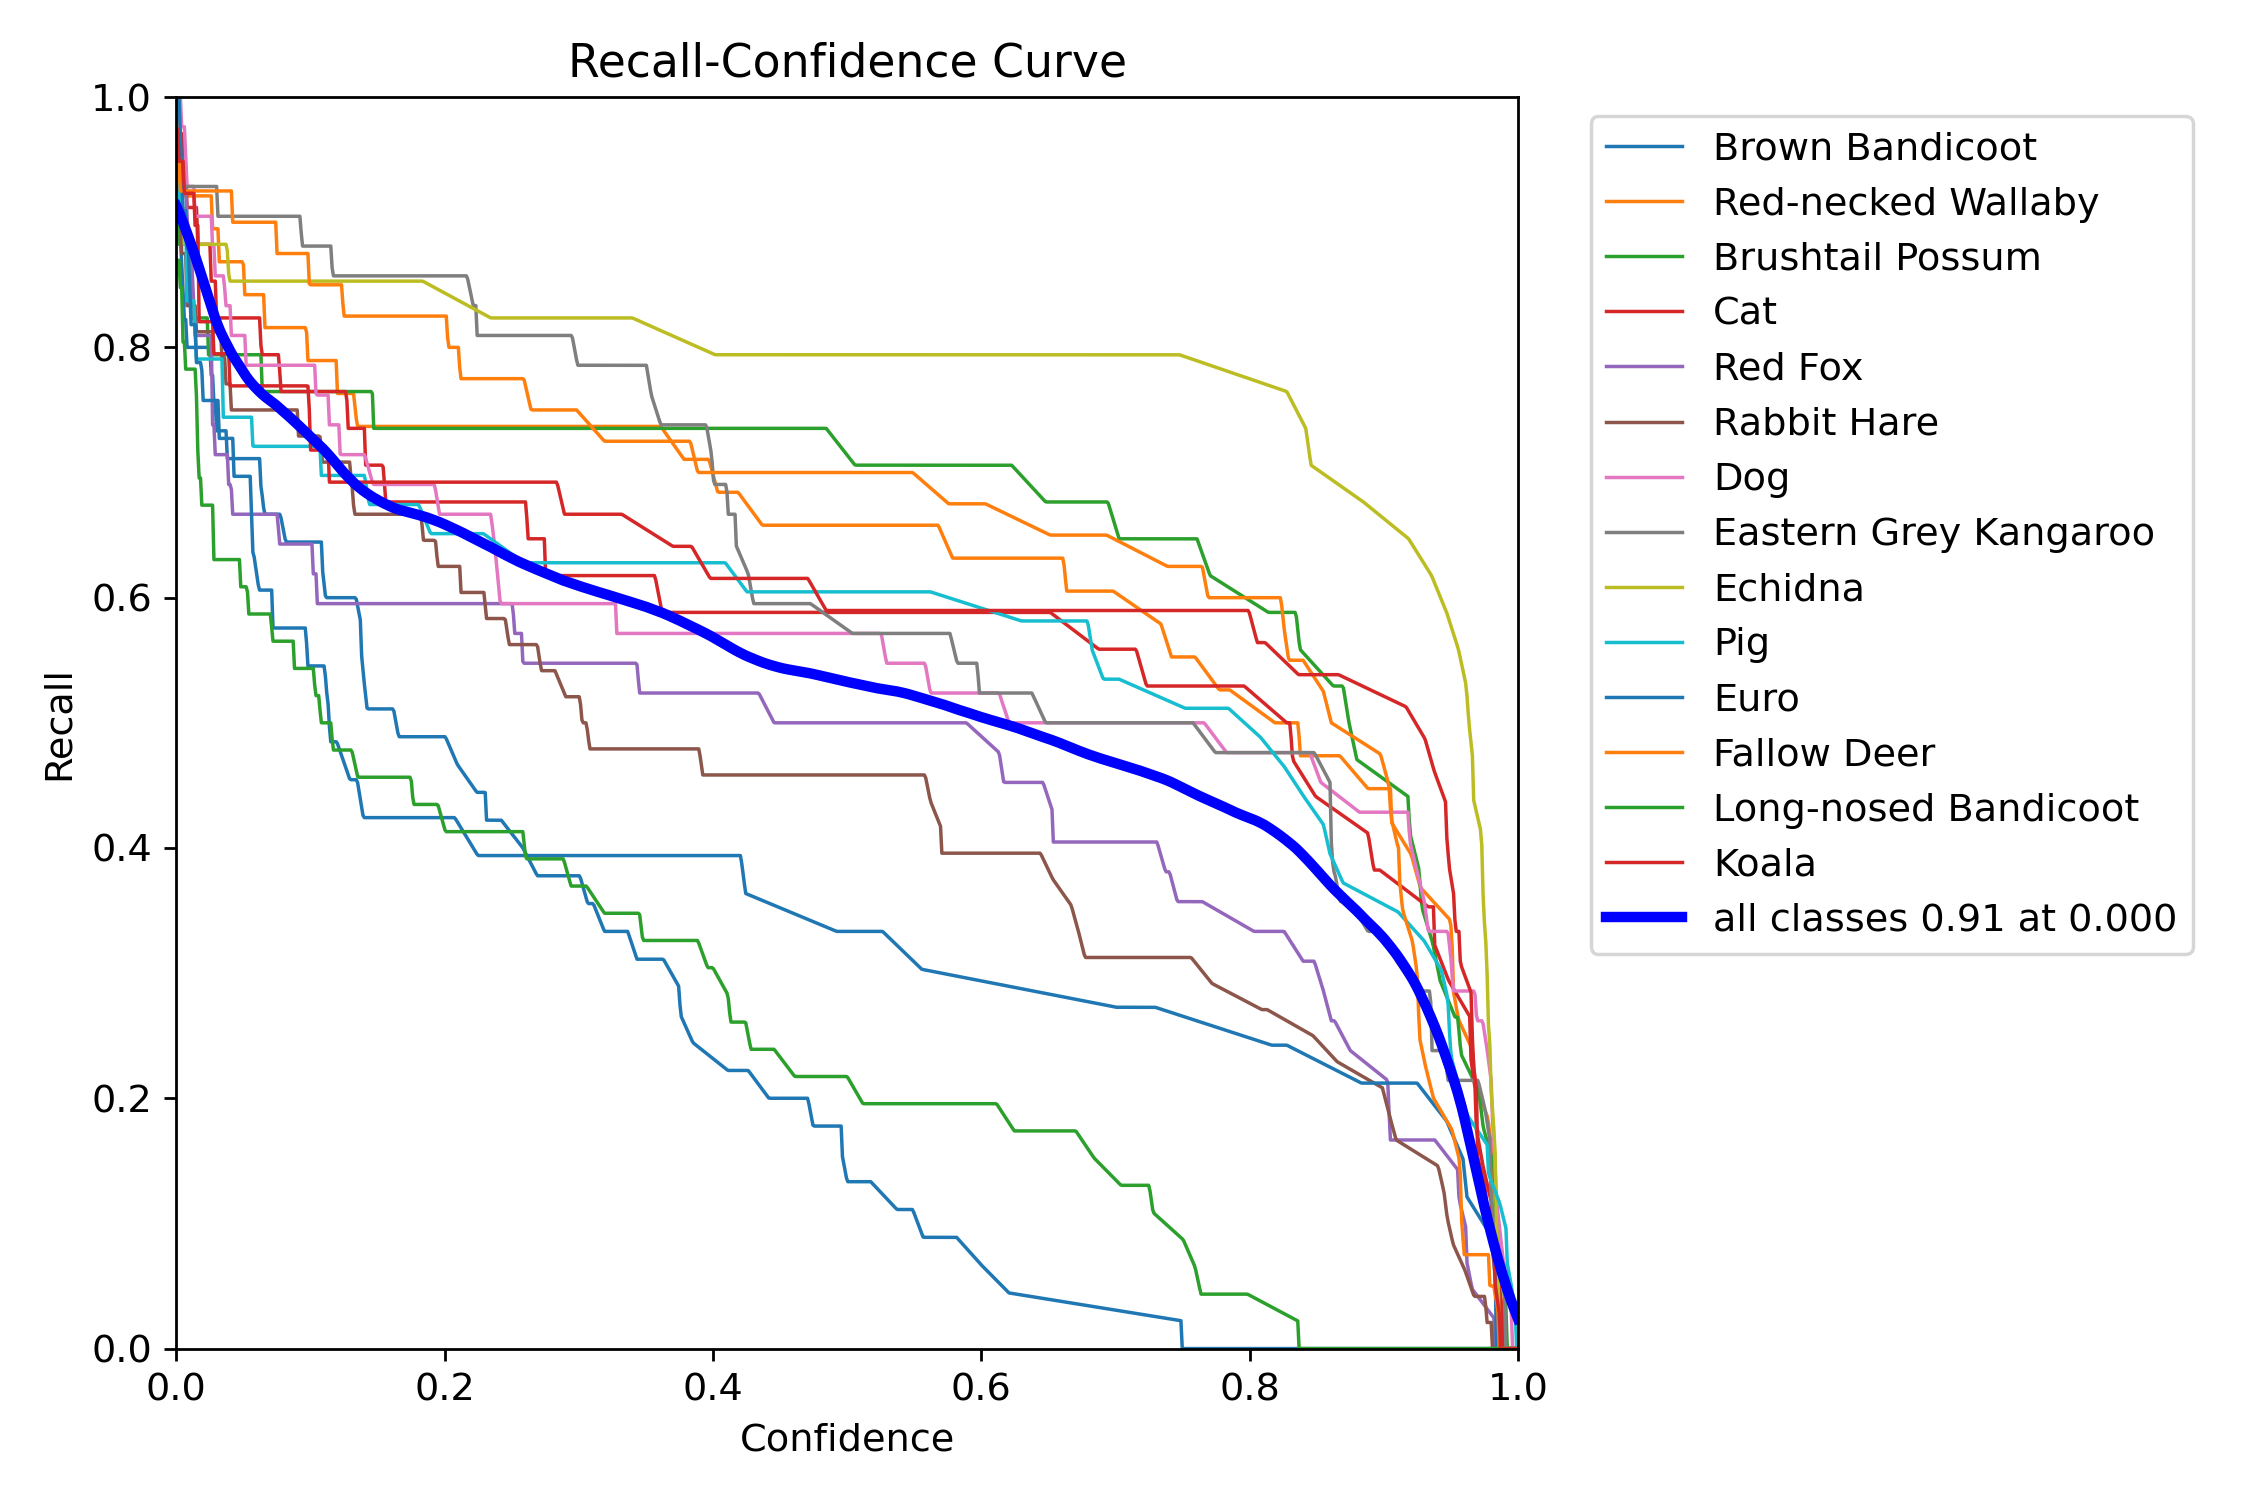 Recall-Confidence Curve
1.0
0.8
0.6
0.4
0.2
0.0
Recall
0.0 0.2 0.4 0.6 0.8 1.0
Confidence
Brown Bandicoot
Red-necked Wallaby
Brushtail Possum
Cat
Red Fox
Rabbit Hare
Dog
Eastern Grey Kangaroo
Echidna
Pig
Euro
Fallow Deer
Long-nosed Bandicoot
Koala
all classes 0.91 at 0.000